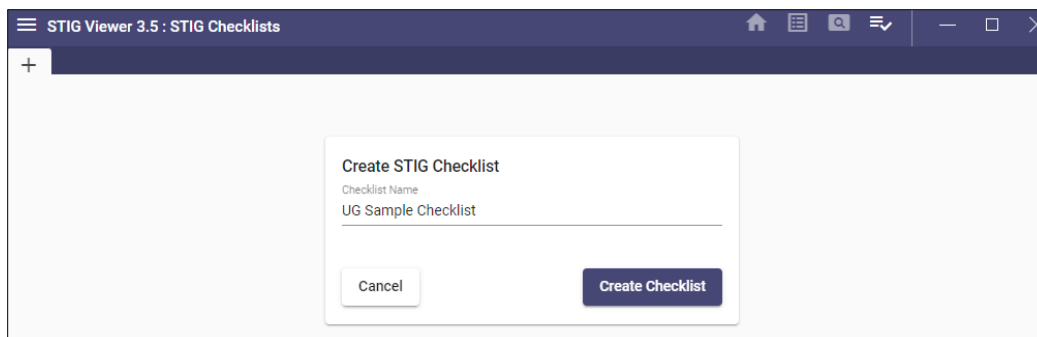 STIG Viewer 3.5 : STIG Checklists
+
Create STIG Checklist
Checklist Name
UG Sample Checklist
Cancel Create Checklist